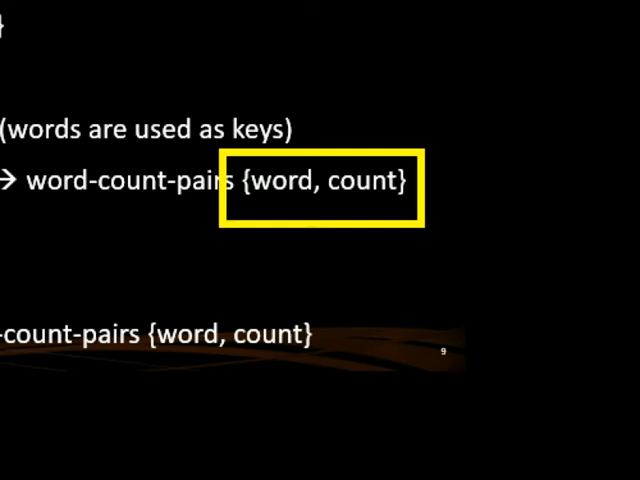 }
(words are used as keys)
→ word-count-pairs {word, count}
-count-pairs {word, count}
9